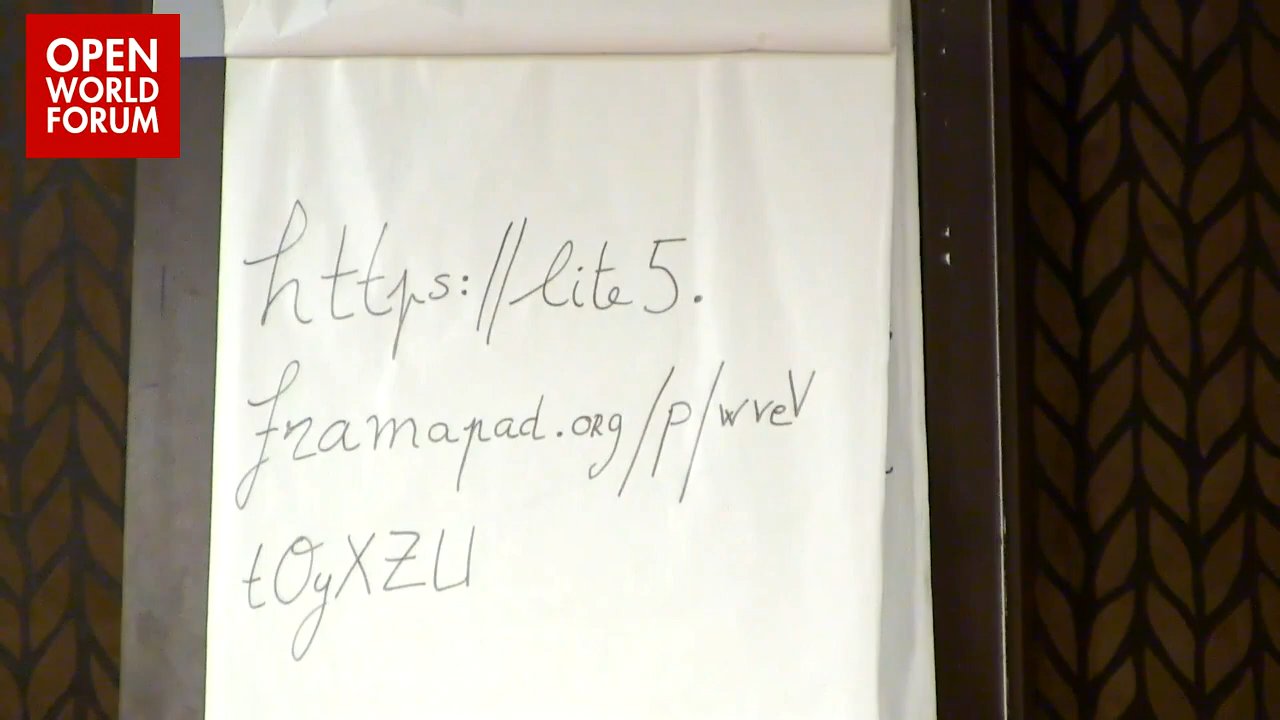 OPEN
WORLD
FORUM
https://lite5.
framapad.org/p/wveV
tOyXZU